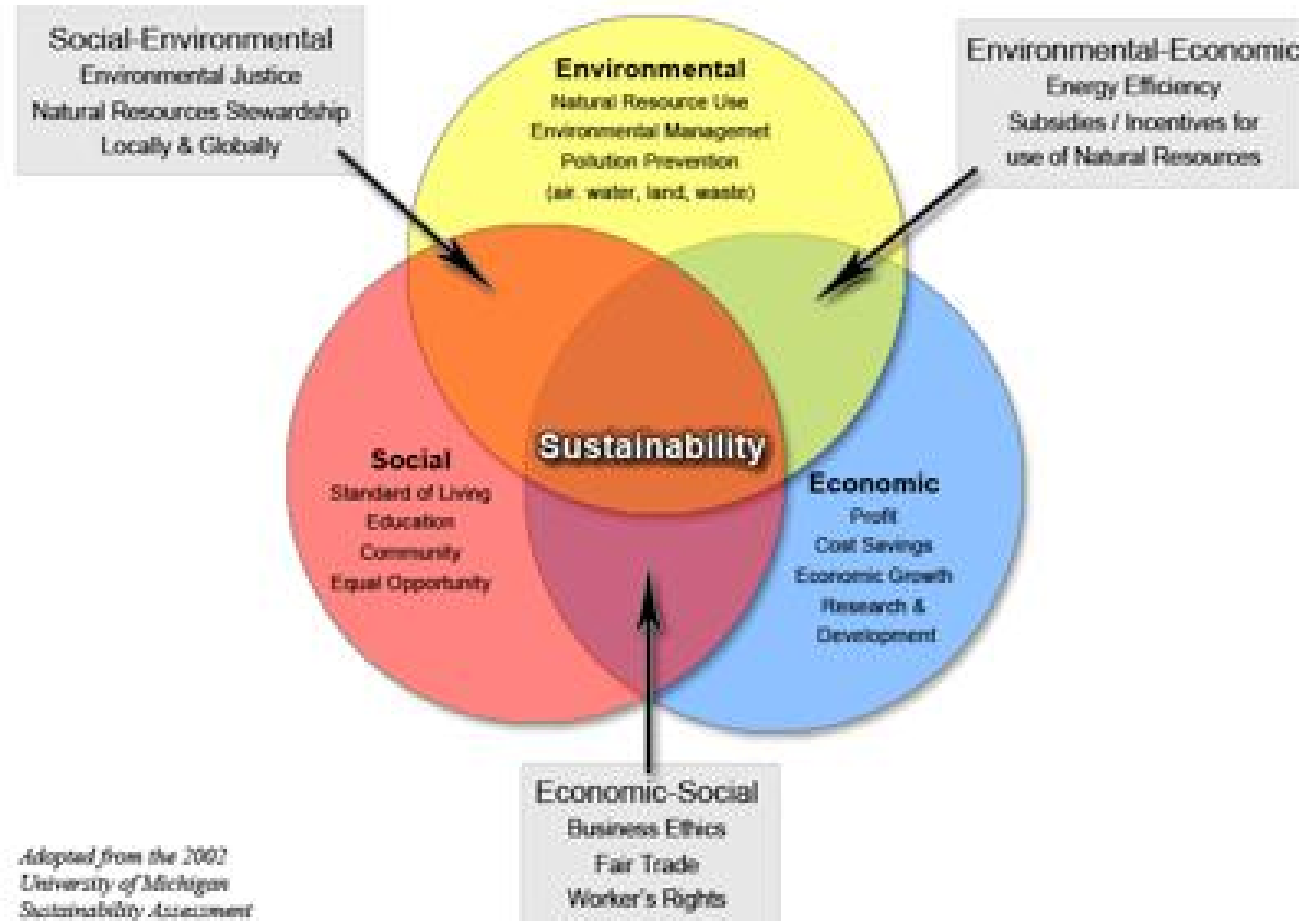 Social-Environmental
Environmental Justice
Natural Resources Stewardship
Locally & Globally
Environmental
Natural Resource Use
Environmental Managemet
Pollution Prevention
(air. water, land, waste)
Environmental-Economic
Energy Efficiency
Subsidies / Incentives for
use of Natural Resources
Sustainability
Social
Standard of Living
Education
Community
Equal Opportunity
Economic
Profit
Cost Savings
Economic Growth
Research &
Development
Economic-Social
Business Ethics
Fair Trade
Worker's Rights
Adopted from the 2002
University of Michigan
Sustainability Assessment